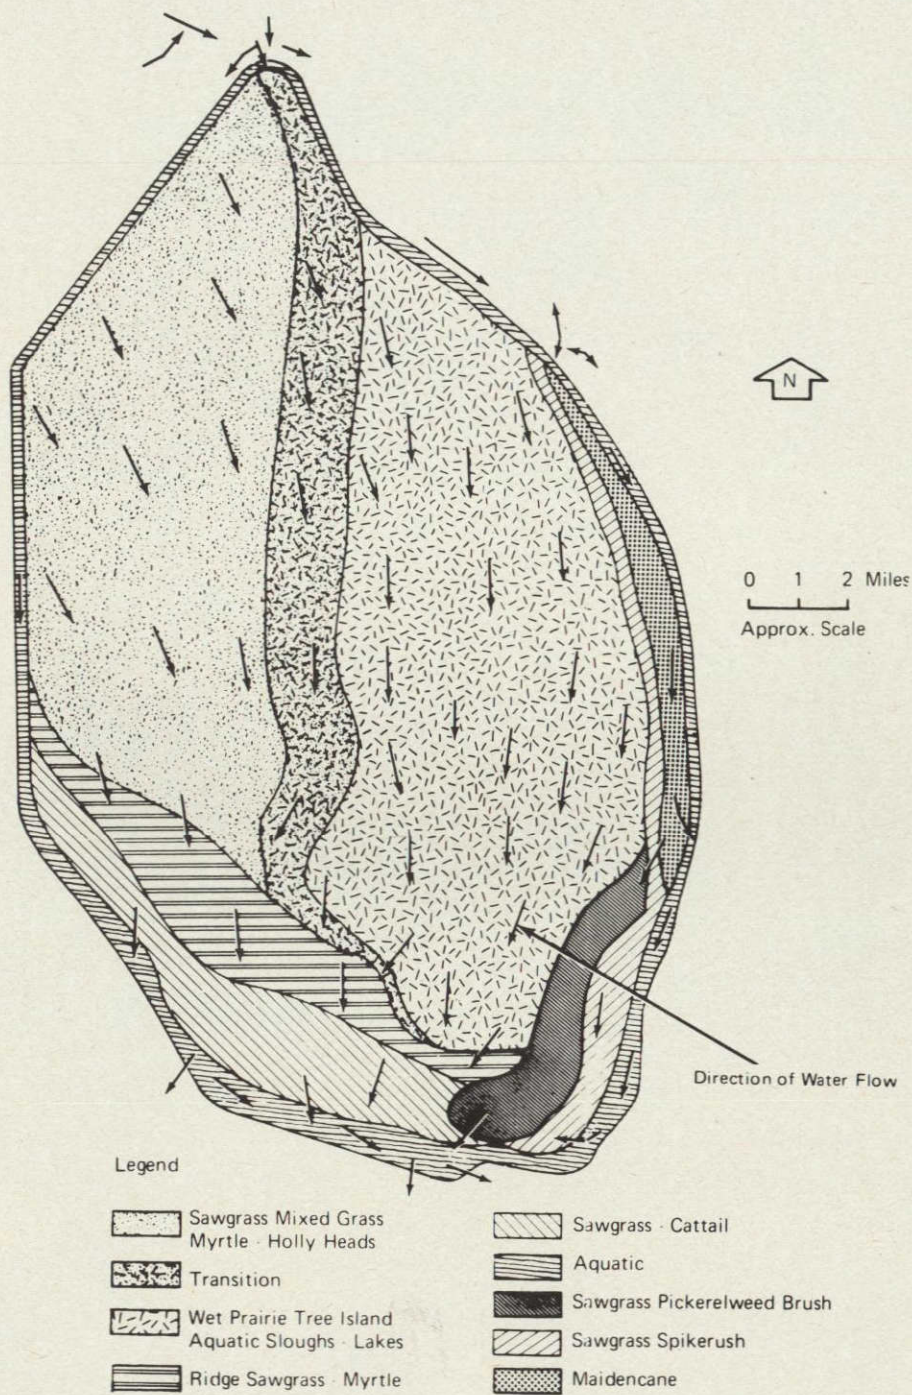 N
0 1 2 Miles
Approx. Scale
Direction of Water Flow
Legend
Sawgrass Mixed Grass
Myrtle - Holly Heads
Transition
Wet Prairie Tree Island
Aquatic Sloughs - Lakes
Ridge Sawgrass - Myrtle
Sawgrass - Cattail
Aquatic
Sawgrass Pickerelweed Brush
Sawgrass Spikerush
Maidencane